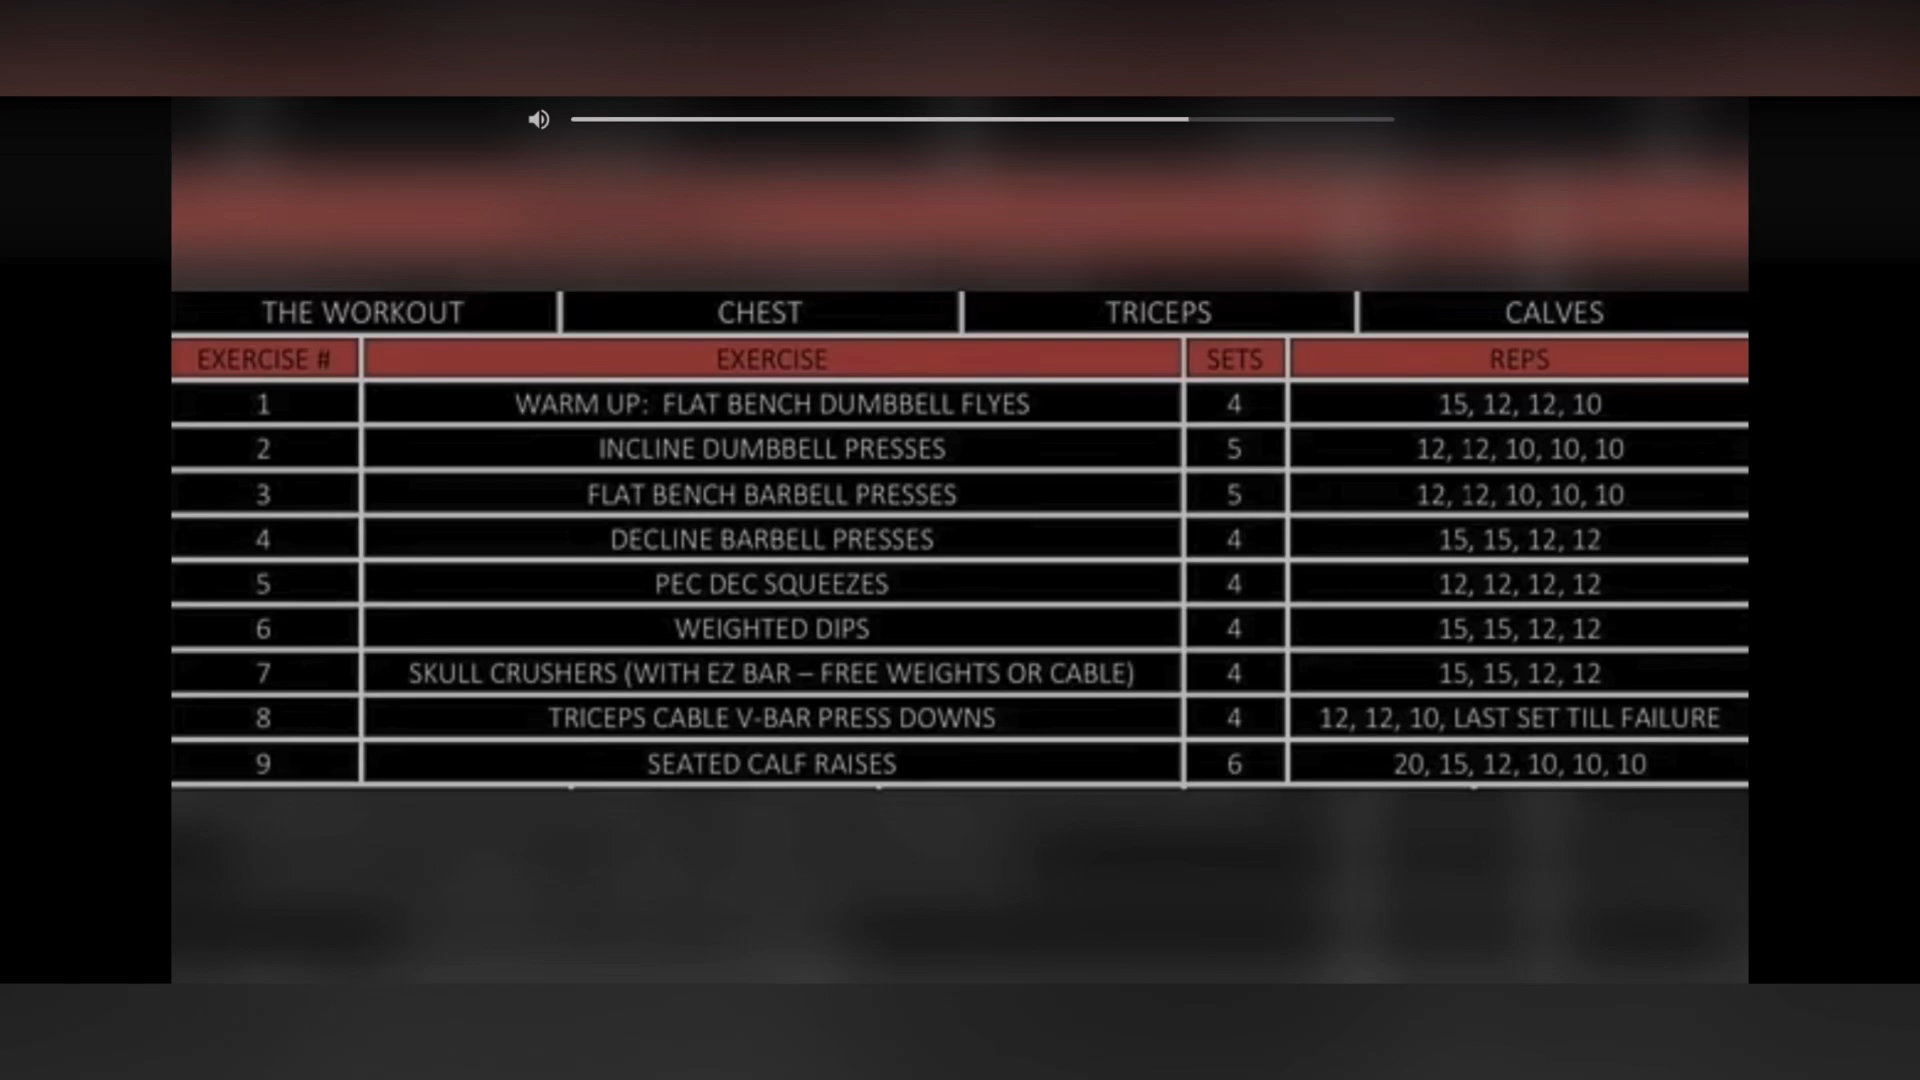 THE WORKOUT CHEST TRICEPS CALVES
EXERCISE # EXERCISE SETS REPS
1 WARM UP: FLAT BENCH DUMBBELL FLYES 4 15, 12, 12, 10
2 INCLINE DUMBBELL PRESSES 5 12, 12, 10, 10, 10
3 FLAT BENCH BARBELL PRESSES 5 12, 12, 10, 10, 10
4 DECLINE BARBELL PRESSES 4 15, 15, 12, 12
5 PEC DEC SQUEEZES 4 12, 12, 12, 12
6 WEIGHTED DIPS 4 15, 15, 12, 12
7 SKULL CRUSHERS (WITH EZ BAR – FREE WEIGHTS OR CABLE) 4 15, 15, 12, 12
8 TRICEPS CABLE V-BAR PRESS DOWNS 4 12, 12, 10, LAST SET TILL FAILURE
9 SEATED CALF RAISES 6 20, 15, 12, 10, 10, 10